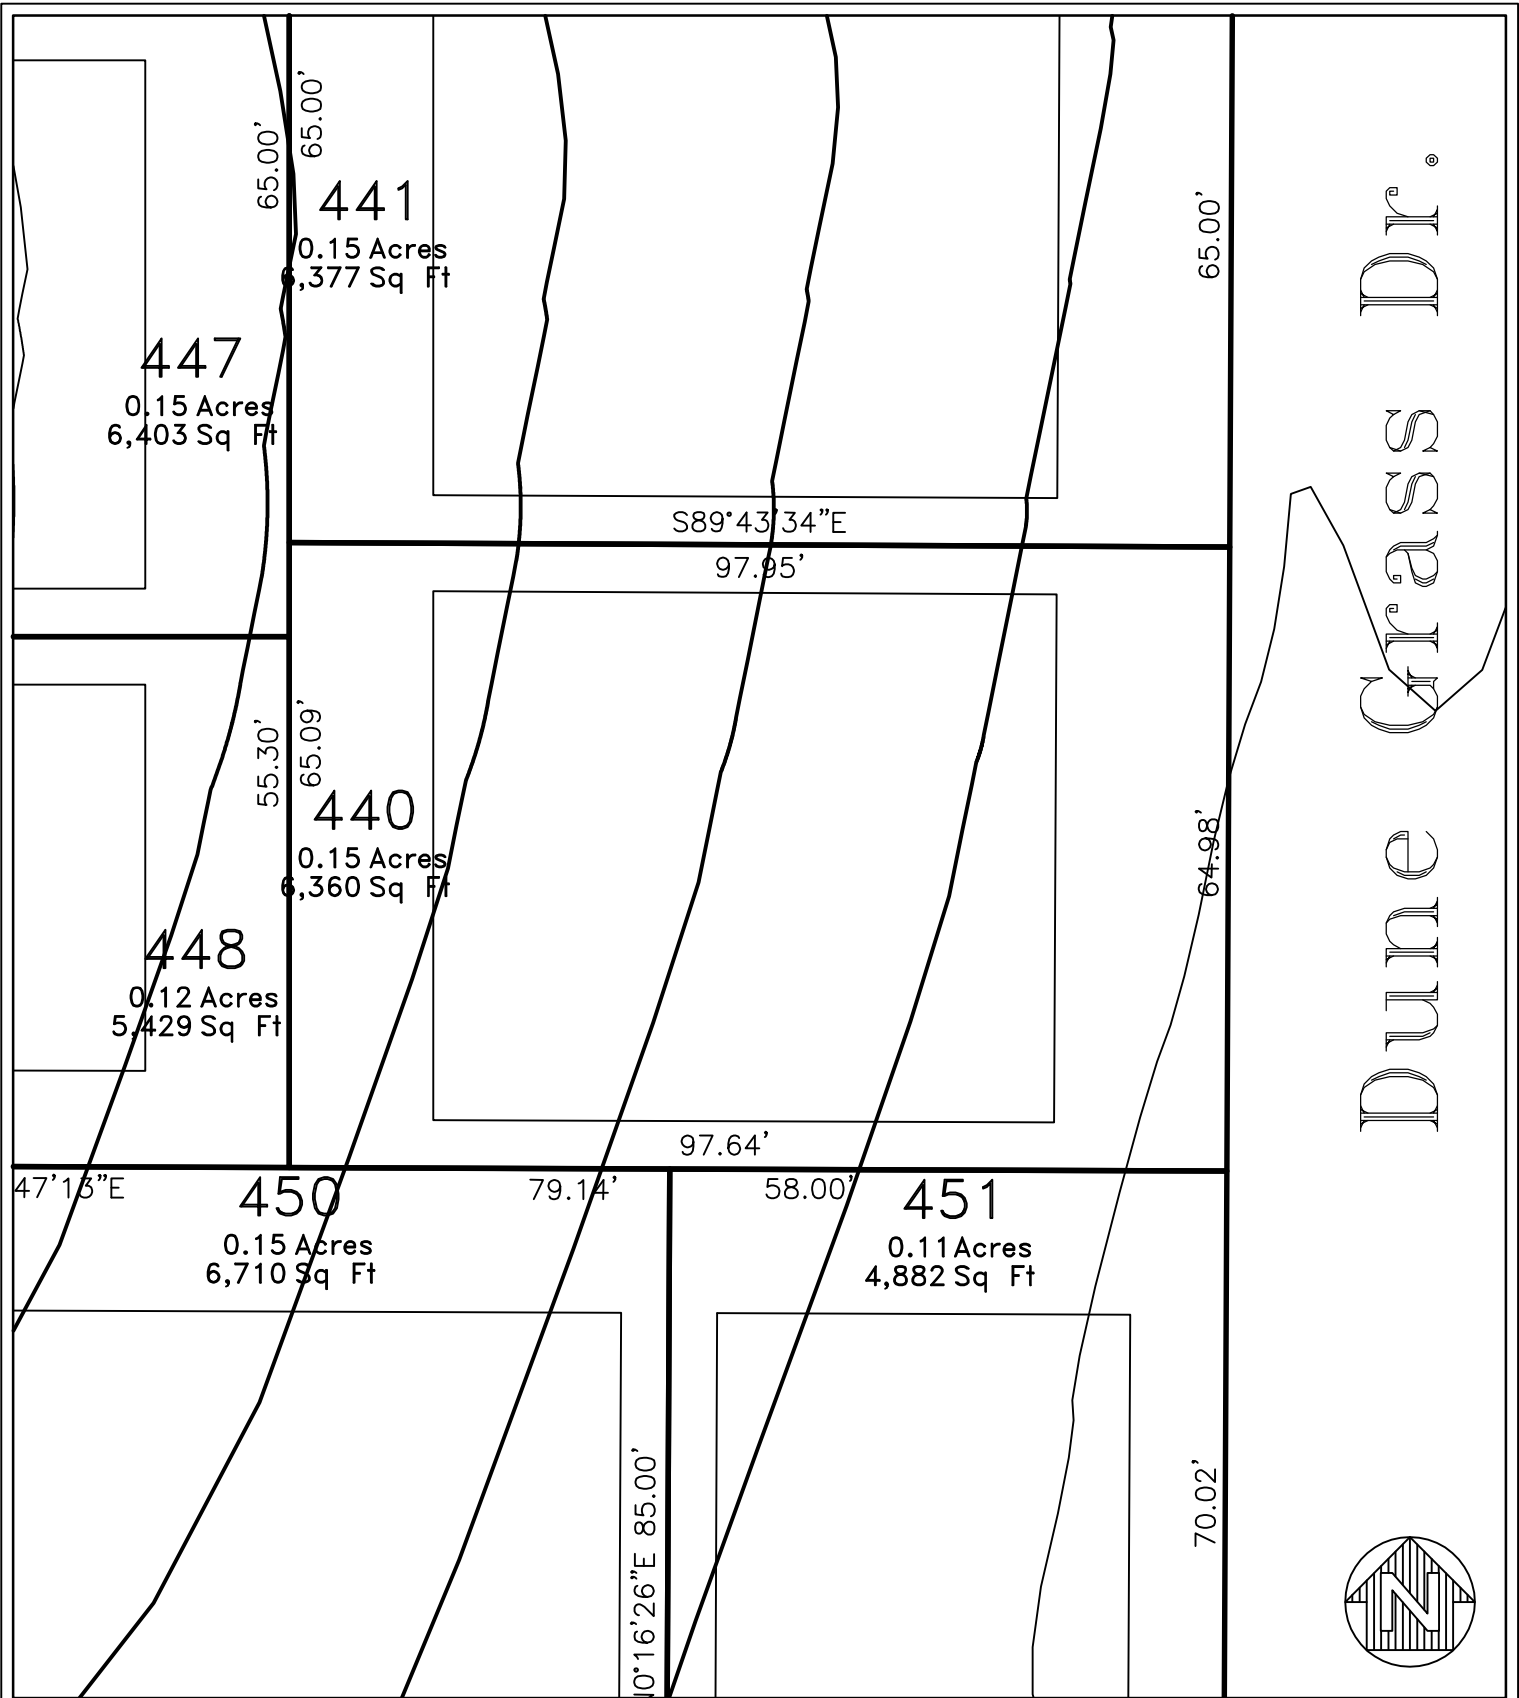 65.00'
65.00'
441
0.15 Acres
6,377 Sq Ft
65.00'
447
0.15 Acres
6,403 Sq Ft
S89°43'34"E
97.95'
Dune Grass Dr.
55.30'
65.09'
440
0.15 Acres
6,360 Sq Ft
64.98'
448
0.12 Acres
5,429 Sq Ft
97.64'
47'13"E
450
0.15 Acres
6,710 Sq Ft
79.14'
58.00'
451
0.11 Acres
4,882 Sq Ft
0°16'26"E 85.00'
70.02'
N